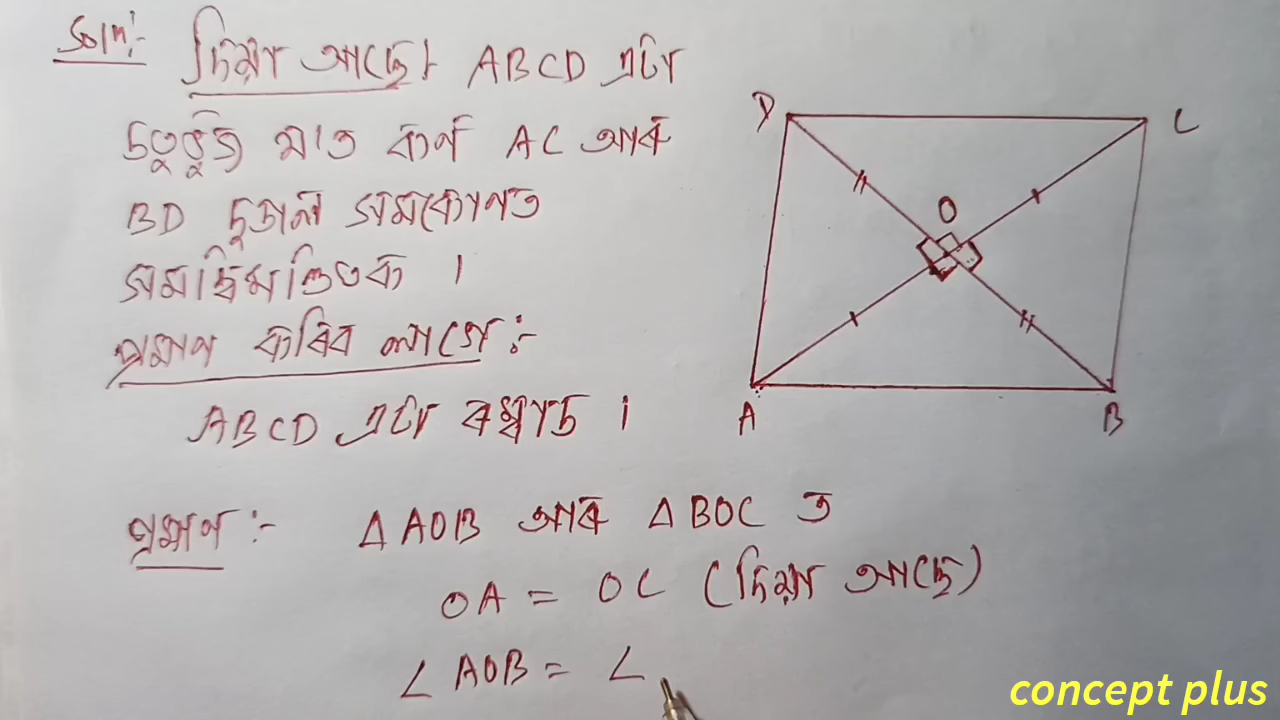 Soln:-
দিয়া আছে। ABCD এটা
চতুৰ্ভুজ যাত কৰ্ণ AC আৰু
BD দুডাল সমকোণত
সমদ্বিখণ্ডিত কৰে ।
প্ৰমাণ কৰিব লাগে :-
ABCD এটা ৰম্বাচ ।
প্ৰমাণ :- Δ AOB আৰু Δ BOC ত
OA = OC (দিয়া আছে)
∠ AOB = ∠
D
C
O
A
B
concept plus